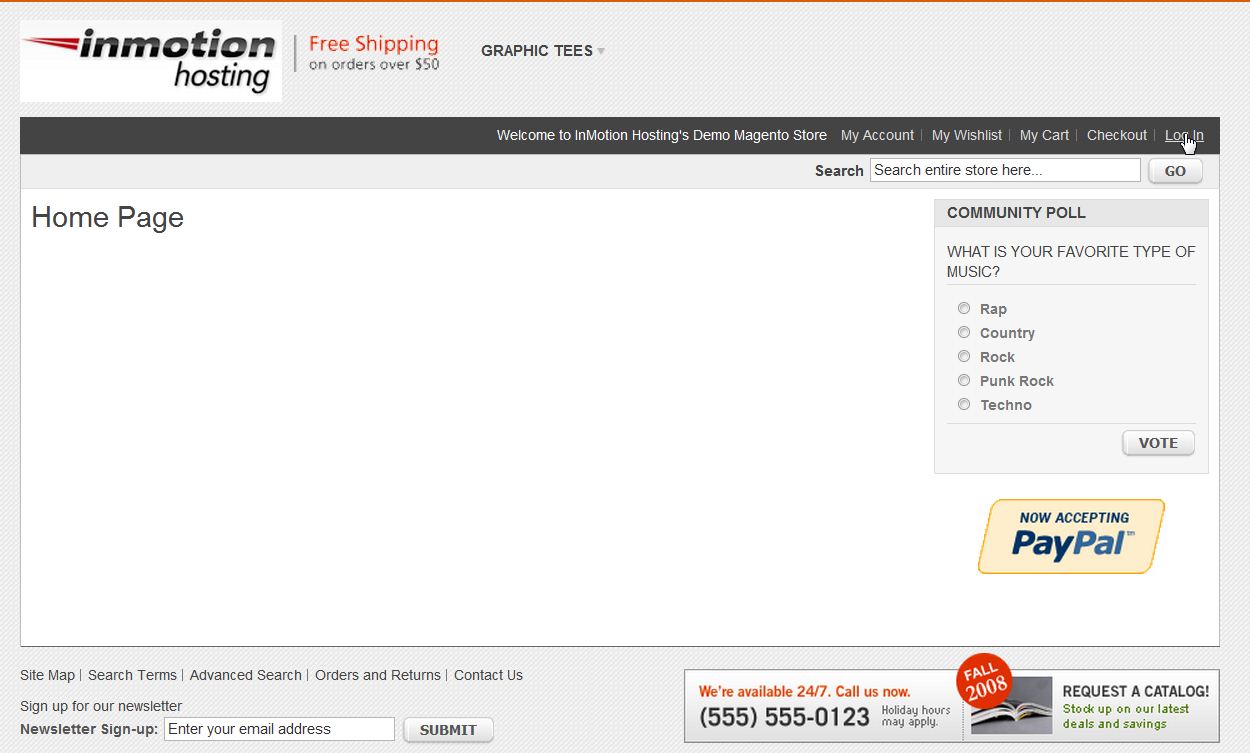 inmotion
hosting
Free Shipping
on orders over $50
GRAPHIC TEES
Welcome to InMotion Hosting's Demo Magento Store My Account My Wishlist My Cart Checkout Log In
Search Search entire store here... GO
Home Page
COMMUNITY POLL
WHAT IS YOUR FAVORITE TYPE OF
MUSIC?
Rap
Country
Rock
Punk Rock
Techno
VOTE
NOW ACCEPTING
PayPal™
Site Map Search Terms Advanced Search Orders and Returns Contact Us
Sign up for our newsletter
Newsletter Sign-up: Enter your email address SUBMIT
We're available 24/7. Call us now.
(555) 555-0123 Holiday hours
may apply.
FALL
2008
REQUEST A CATALOG!
Stock up on our latest
deals and savings